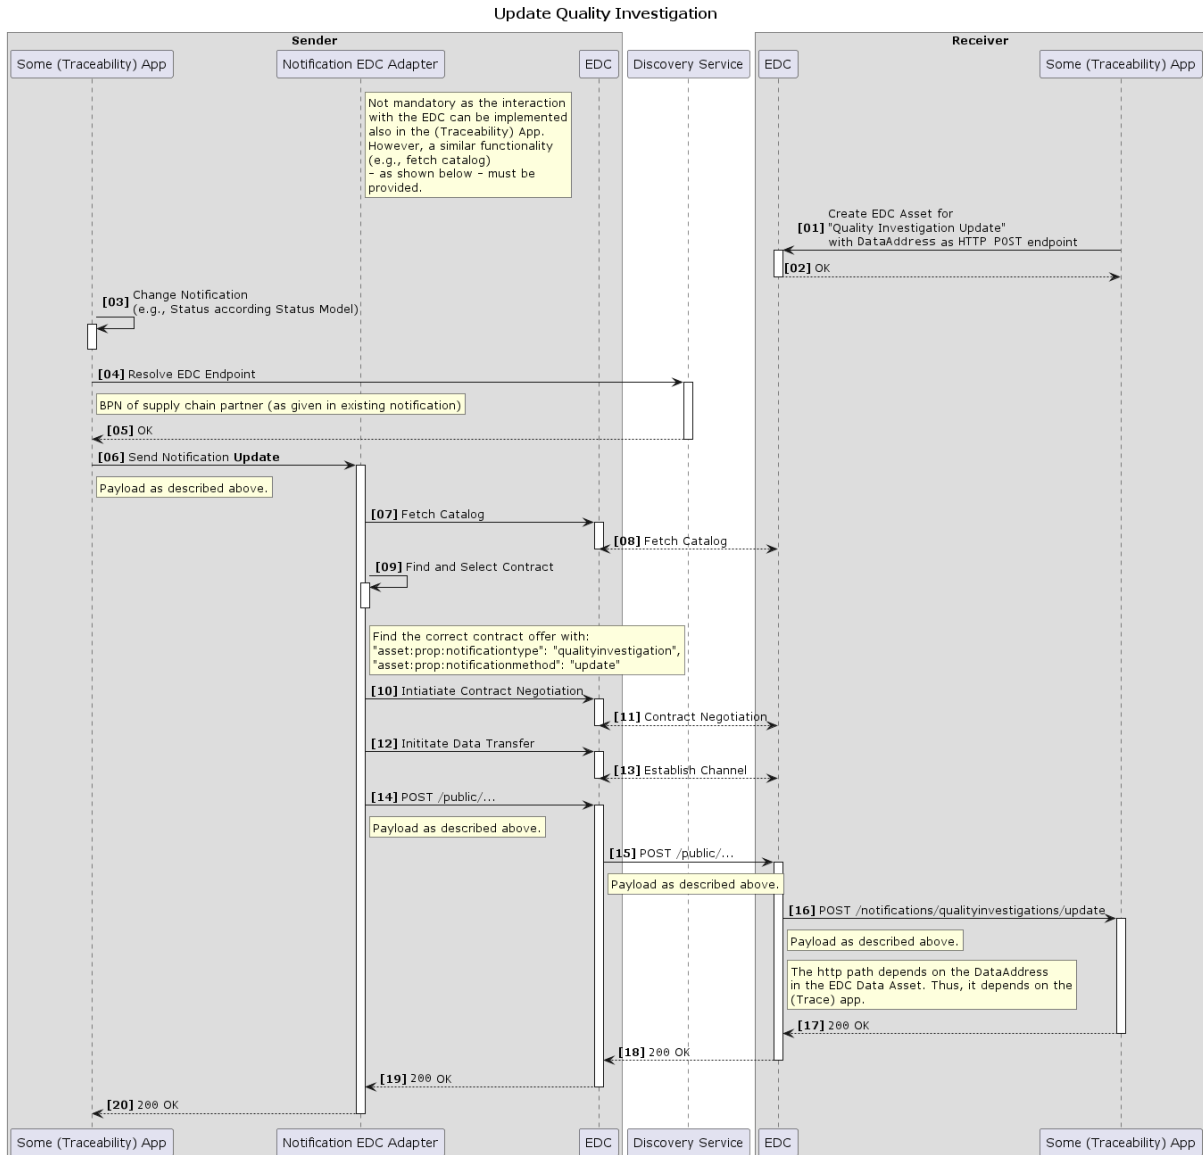 Update Quality Investigation
Sender
Receiver
Some (Traceability) App
Notification EDC Adapter
EDC
Discovery Service
EDC
Some (Traceability) App
Not mandatory as the interaction
with the EDC can be implemented
also in the (Traceability) App.
However, a similar functionality
(e.g., fetch catalog)
- as shown below - must be
provided.
Create EDC Asset for
[01] "Quality Investigation Update"
with DataAddress as HTTP POST endpoint
[02] OK
[03] Change Notification
(e.g., Status according Status Model)
[04] Resolve EDC Endpoint
BPN of supply chain partner (as given in existing notification)
[05] OK
[06] Send Notification Update
Payload as described above.
[07] Fetch Catalog
[08] Fetch Catalog
[09] Find and Select Contract
Find the correct contract offer with:
"asset:prop:notificationtype": "qualityinvestigation",
"asset:prop:notificationmethod": "update"
[10] Intiatiate Contract Negotiation
[11] Contract Negotiation
[12] Inititate Data Transfer
[13] Establish Channel
[14] POST /public/...
Payload as described above.
[15] POST /public/...
Payload as described above.
[16] POST /notifications/qualityinvestigations/update
Payload as described above.
The http path depends on the DataAddress
in the EDC Data Asset. Thus, it depends on the
(Trace) app.
[17] 200 OK
[18] 200 OK
[19] 200 OK
[20] 200 OK
Some (Traceability) App
Notification EDC Adapter
EDC
Discovery Service
EDC
Some (Traceability) App